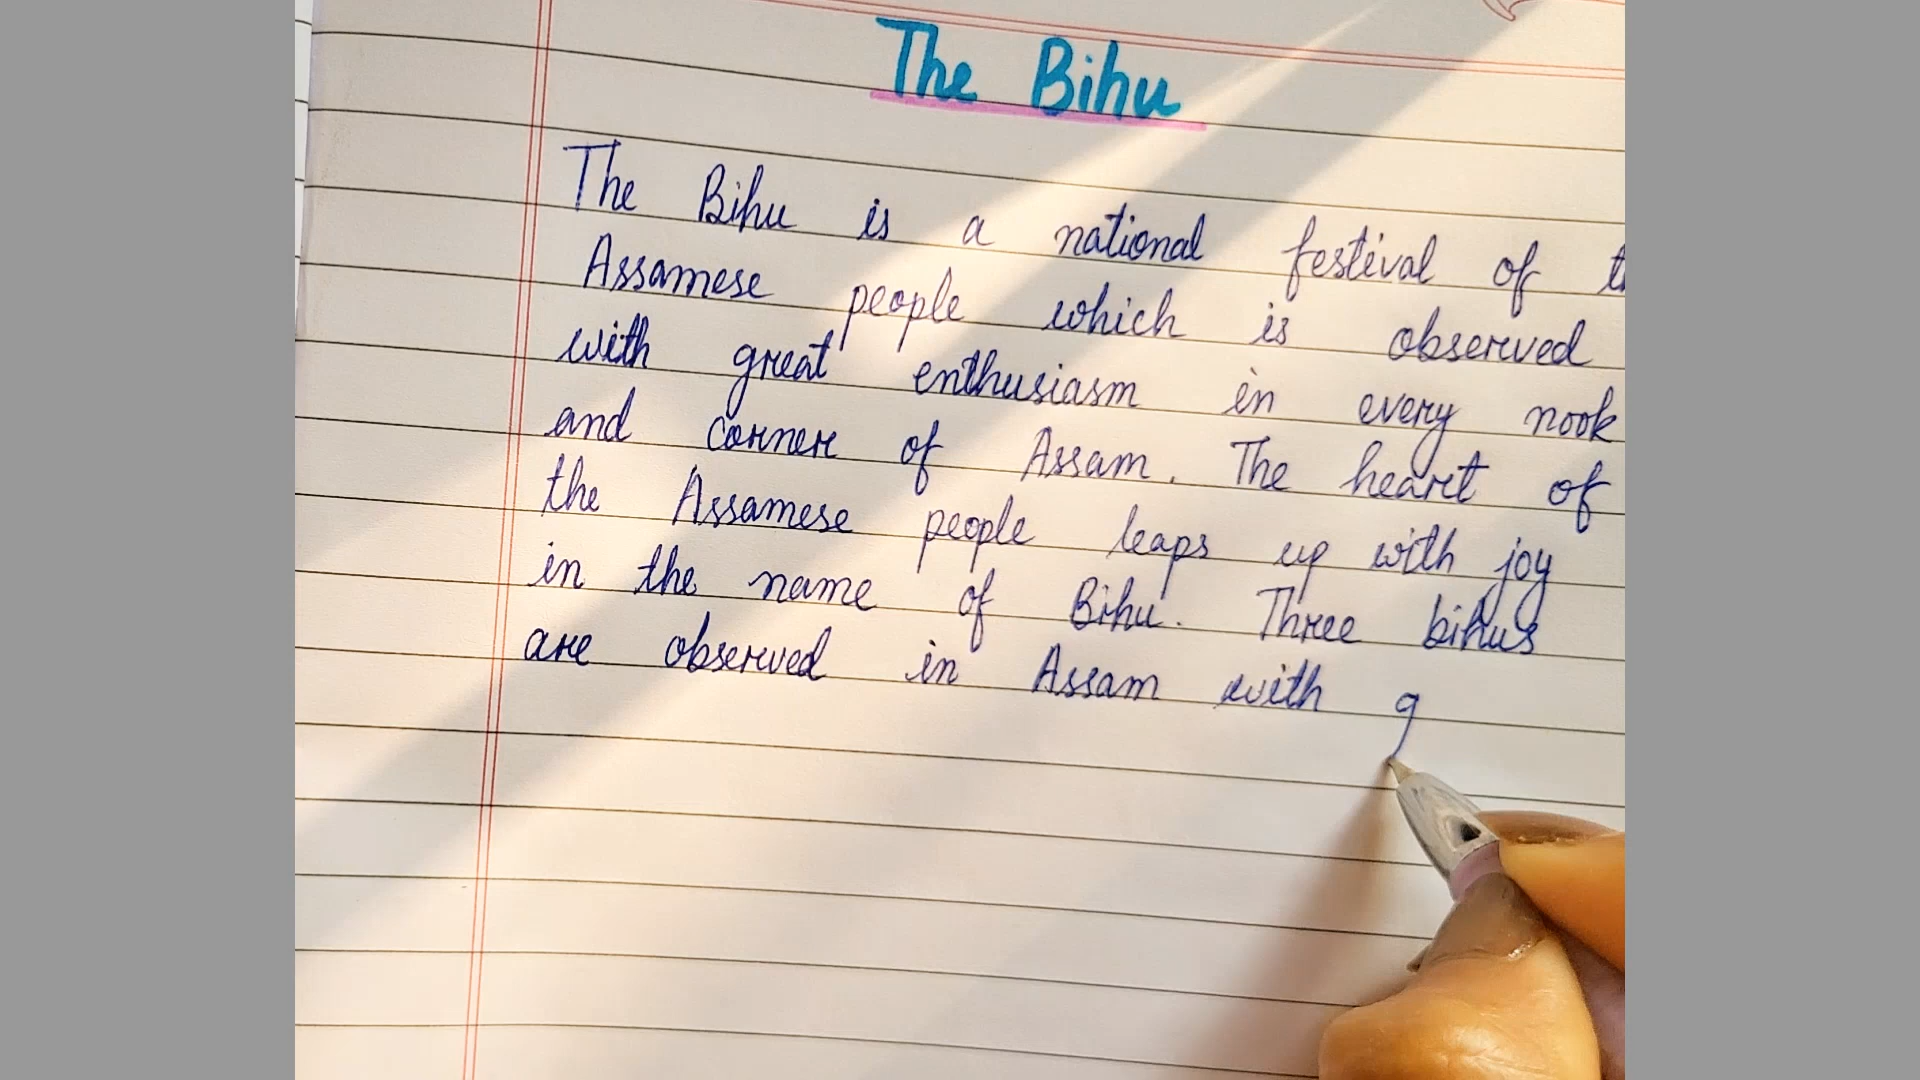 The Bihu
The Bihu is a national festival of t
Assamese people which is observed
with great enthusiasm in every nook
and corner of Assam. The heart of
the Assamese people leaps up with joy
in the name of Bihu. Three bihus
are observed in Assam with g